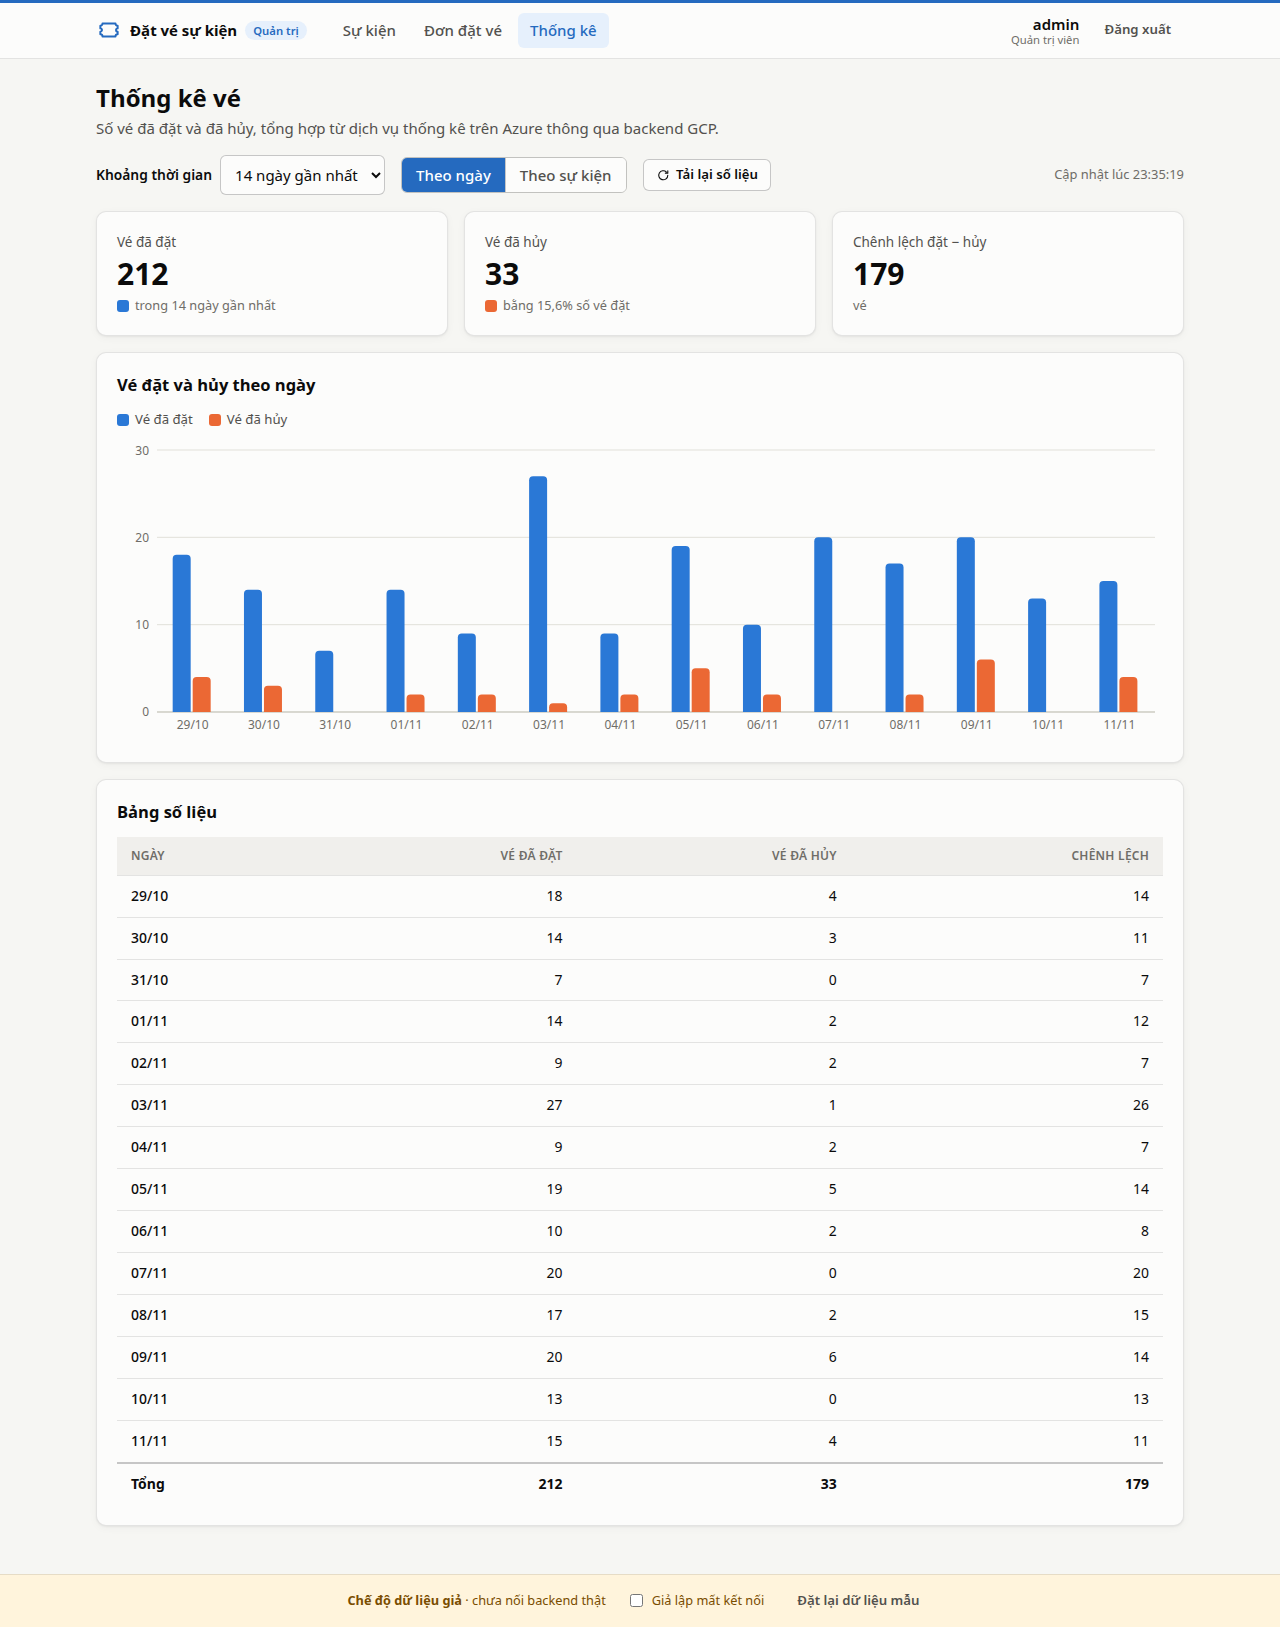 Đặt vé sự kiện Quản trị Sự kiện Đơn đặt vé Thống kê admin Đăng xuất
Quản trị viên
Thống kê vé
Số vé đã đặt và đã hủy, tổng hợp từ dịch vụ thống kê trên Azure thông qua backend GCP.
Khoảng thời gian 14 ngày gần nhất Theo ngày Theo sự kiện Tải lại số liệu Cập nhật lúc 23:35:19
Vé đã đặt
212
trong 14 ngày gần nhất
Vé đã hủy
33
bằng 15,6% số vé đặt
Chênh lệch đặt − hủy
179
vé
Vé đặt và hủy theo ngày
Vé đã đặt Vé đã hủy
30
20
10
0
29/10 30/10 31/10 01/11 02/11 03/11 04/11 05/11 06/11 07/11 08/11 09/11 10/11 11/11
Bảng số liệu
NGÀY VÉ ĐÃ ĐẶT VÉ ĐÃ HỦY CHÊNH LỆCH
29/10 18 4 14
30/10 14 3 11
31/10 7 0 7
01/11 14 2 12
02/11 9 2 7
03/11 27 1 26
04/11 9 2 7
05/11 19 5 14
06/11 10 2 8
07/11 20 0 20
08/11 17 2 15
09/11 20 6 14
10/11 13 0 13
11/11 15 4 11
Tổng 212 33 179
Chế độ dữ liệu giả · chưa nối backend thật Giả lập mất kết nối Đặt lại dữ liệu mẫu